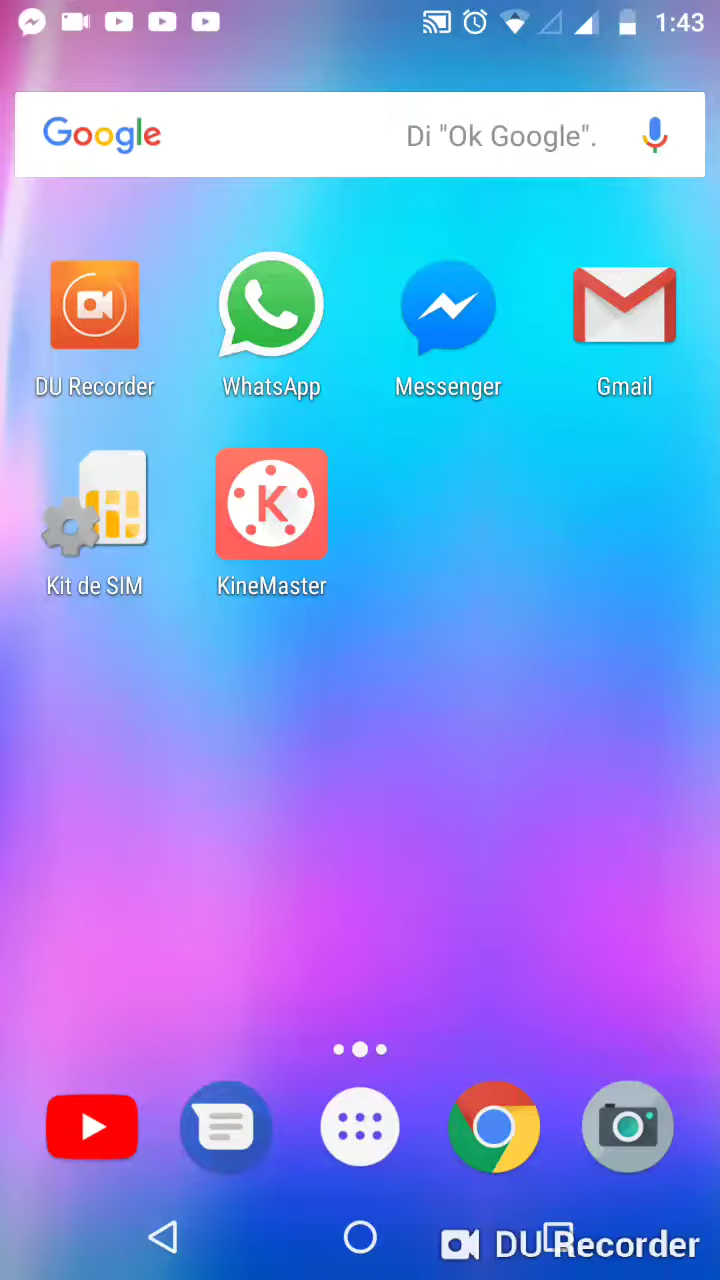 1:43
Google
Di "Ok Google".
DU Recorder
WhatsApp
Messenger
Gmail
Kit de SIM
K
KineMaster
DU Recorder